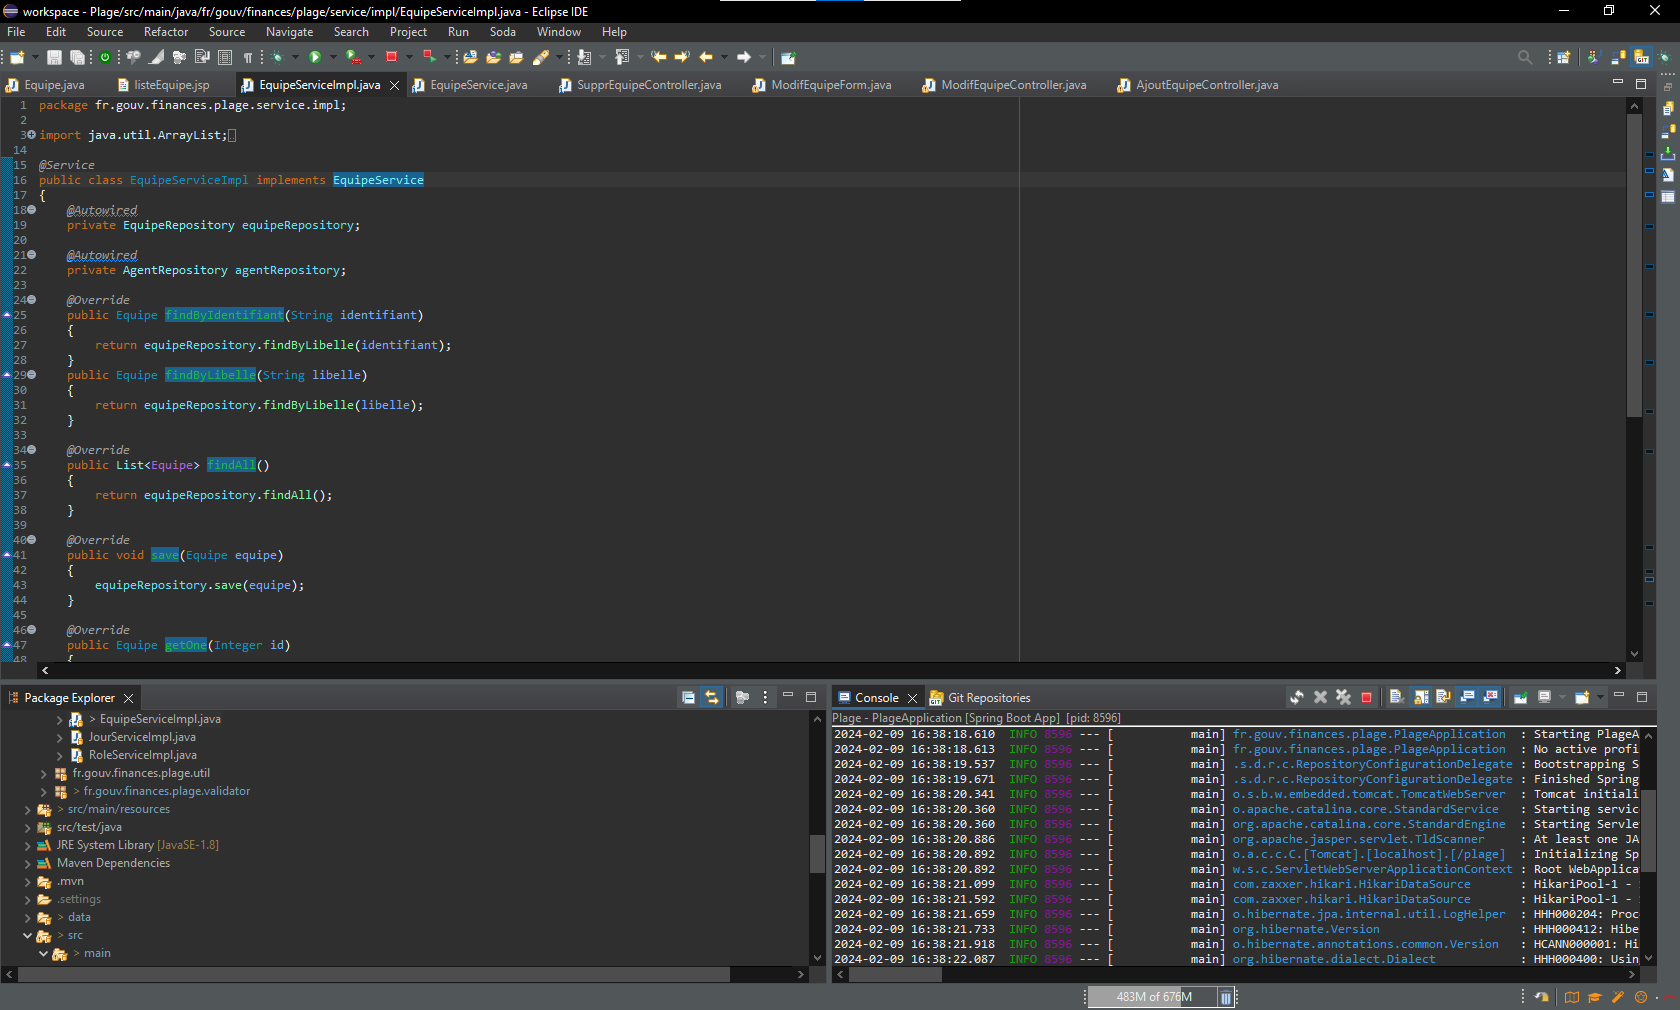 workspace - Plage/src/main/java/fr/gouv/finances/plage/service/impl/EquipeServiceImpl.java - Eclipse IDE
File Edit Source Refactor Source Navigate Search Project Run Soda Window Help
Equipe.java listeEquipe.jsp EquipeServiceImpl.java EquipeService.java SupprEquipeController.java ModifEquipeForm.java ModifEquipeController.java AjoutEquipeController.java
1 package fr.gouv.finances.plage.service.impl;
2
3 import java.util.ArrayList;
14
15 @Service
16 public class EquipeServiceImpl implements EquipeService
17 {
18 @Autowired
19 private EquipeRepository equipeRepository;
20
21 @Autowired
22 private AgentRepository agentRepository;
23
24 @Override
25 public Equipe findByIdentifiant(String identifiant)
26 {
27 return equipeRepository.findByLibelle(identifiant);
28 }
29 public Equipe findByLibelle(String libelle)
30 {
31 return equipeRepository.findByLibelle(libelle);
32 }
33
34 @Override
35 public List<Equipe> findAll()
36 {
37 return equipeRepository.findAll();
38 }
39
40 @Override
41 public void save(Equipe equipe)
42 {
43 equipeRepository.save(equipe);
44 }
45
46 @Override
47 public Equipe getOne(Integer id)
48 {
Package Explorer
> EquipeServiceImpl.java
JourServiceImpl.java
RoleServiceImpl.java
fr.gouv.finances.plage.util
> fr.gouv.finances.plage.validator
> src/main/resources
src/test/java
JRE System Library [JavaSE-1.8]
Maven Dependencies
.mvn
.settings
> data
> src
> main
Console Git Repositories
Plage - PlageApplication [Spring Boot App] [pid: 8596]
2024-02-09 16:38:18.610 INFO 8596 --- [ main] fr.gouv.finances.plage.PlageApplication : Starting PlageA
2024-02-09 16:38:18.613 INFO 8596 --- [ main] fr.gouv.finances.plage.PlageApplication : No active profi
2024-02-09 16:38:19.537 INFO 8596 --- [ main] .s.d.r.c.RepositoryConfigurationDelegate : Bootstrapping S
2024-02-09 16:38:19.671 INFO 8596 --- [ main] .s.d.r.c.RepositoryConfigurationDelegate : Finished Spring
2024-02-09 16:38:20.341 INFO 8596 --- [ main] o.s.b.w.embedded.tomcat.TomcatWebServer : Tomcat initiali
2024-02-09 16:38:20.360 INFO 8596 --- [ main] o.apache.catalina.core.StandardService : Starting servic
2024-02-09 16:38:20.360 INFO 8596 --- [ main] org.apache.catalina.core.StandardEngine : Starting Servle
2024-02-09 16:38:20.886 INFO 8596 --- [ main] org.apache.jasper.servlet.TldScanner : At least one JA
2024-02-09 16:38:20.892 INFO 8596 --- [ main] o.a.c.c.C.[Tomcat].[localhost].[/plage] : Initializing Sp
2024-02-09 16:38:20.892 INFO 8596 --- [ main] w.s.c.ServletWebServerApplicationContext : Root WebApplica
2024-02-09 16:38:21.099 INFO 8596 --- [ main] com.zaxxer.hikari.HikariDataSource : HikariPool-1 -
2024-02-09 16:38:21.592 INFO 8596 --- [ main] com.zaxxer.hikari.HikariDataSource : HikariPool-1 -
2024-02-09 16:38:21.659 INFO 8596 --- [ main] o.hibernate.jpa.internal.util.LogHelper : HHH000204: Proc
2024-02-09 16:38:21.733 INFO 8596 --- [ main] org.hibernate.Version : HHH000412: Hibe
2024-02-09 16:38:21.918 INFO 8596 --- [ main] o.hibernate.annotations.common.Version : HCANN000001: Hi
2024-02-09 16:38:22.087 INFO 8596 --- [ main] org.hibernate.dialect.Dialect : HHH000400: Usin
483M of 676M